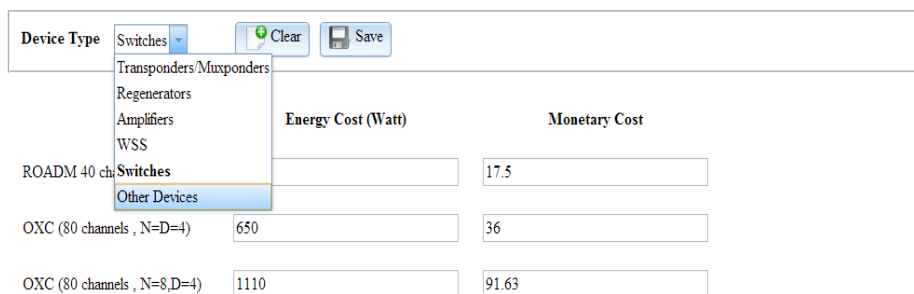 Device Type Switches Clear Save
Transponders/Muxponders
Regenerators
Amplifiers
WSS
Switches
Other Devices
Energy Cost (Watt) Monetary Cost
ROADM 40 17.5
OXC (80 channels , N=D=4) 650 36
OXC (80 channels , N=8,D=4) 1110 91.63